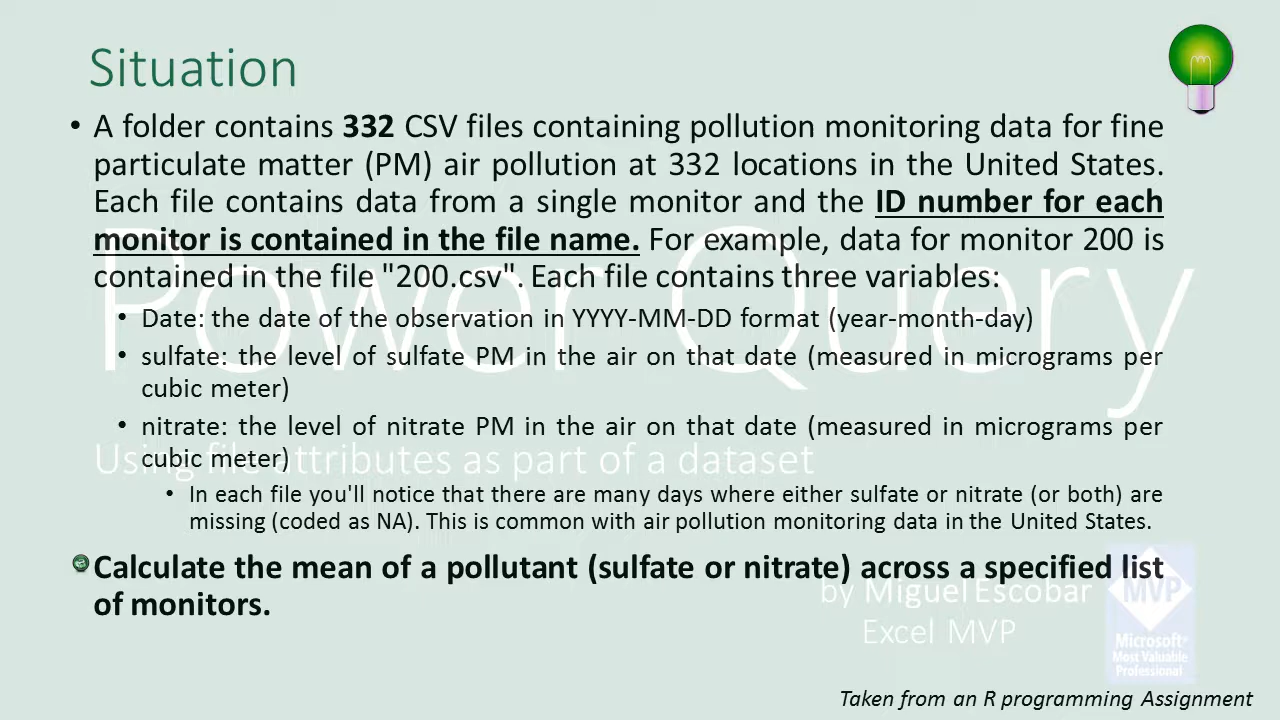 Situation
• A folder contains 332 CSV files containing pollution monitoring data for fine
particulate matter (PM) air pollution at 332 locations in the United States.
Each file contains data from a single monitor and the ID number for each
monitor is contained in the file name. For example, data for monitor 200 is
contained in the file "200.csv". Each file contains three variables:
• Date: the date of the observation in YYYY-MM-DD format (year-month-day)
• sulfate: the level of sulfate PM in the air on that date (measured in micrograms per
cubic meter)
• nitrate: the level of nitrate PM in the air on that date (measured in micrograms per
cubic meter)
• In each file you'll notice that there are many days where either sulfate or nitrate (or both) are
missing (coded as NA). This is common with air pollution monitoring data in the United States.
Calculate the mean of a pollutant (sulfate or nitrate) across a specified list
of monitors.
Power Query
Using file attributes as part of a dataset
by Miguel Escobar
Excel MVP
MVP
Microsoft®
Most Valuable
Professional
Taken from an R programming Assignment